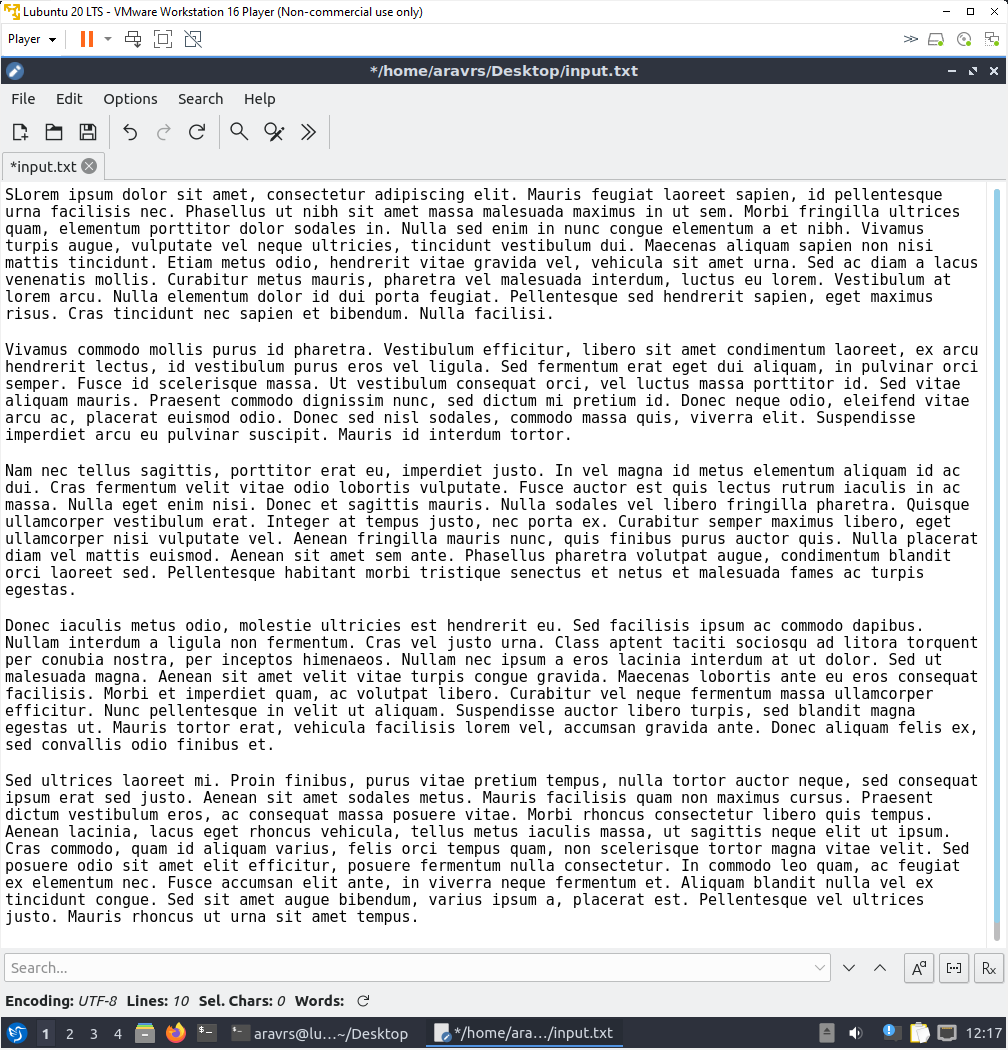 Lubuntu 20 LTS - VMware Workstation 16 Player (Non-commercial use only)
Player
*/home/aravrs/Desktop/input.txt
File Edit Options Search Help
*input.txt
SLorem ipsum dolor sit amet, consectetur adipiscing elit. Mauris feugiat laoreet sapien, id pellentesque
urna facilisis nec. Phasellus ut nibh sit amet massa malesuada maximus in ut sem. Morbi fringilla ultrices
quam, elementum porttitor dolor sodales in. Nulla sed enim in nunc congue elementum a et nibh. Vivamus
turpis augue, vulputate vel neque ultricies, tincidunt vestibulum dui. Maecenas aliquam sapien non nisi
mattis tincidunt. Etiam metus odio, hendrerit vitae gravida vel, vehicula sit amet urna. Sed ac diam a lacus
venenatis mollis. Curabitur metus mauris, pharetra vel malesuada interdum, luctus eu lorem. Vestibulum at
lorem arcu. Nulla elementum dolor id dui porta feugiat. Pellentesque sed hendrerit sapien, eget maximus
risus. Cras tincidunt nec sapien et bibendum. Nulla facilisi.
Vivamus commodo mollis purus id pharetra. Vestibulum efficitur, libero sit amet condimentum laoreet, ex arcu
hendrerit lectus, id vestibulum purus eros vel ligula. Sed fermentum erat eget dui aliquam, in pulvinar orci
semper. Fusce id scelerisque massa. Ut vestibulum consequat orci, vel luctus massa porttitor id. Sed vitae
aliquam mauris. Praesent commodo dignissim nunc, sed dictum mi pretium id. Donec neque odio, eleifend vitae
arcu ac, placerat euismod odio. Donec sed nisl sodales, commodo massa quis, viverra elit. Suspendisse
imperdiet arcu eu pulvinar suscipit. Mauris id interdum tortor.
Nam nec tellus sagittis, porttitor erat eu, imperdiet justo. In vel magna id metus elementum aliquam id ac
dui. Cras fermentum velit vitae odio lobortis vulputate. Fusce auctor est quis lectus rutrum iaculis in ac
massa. Nulla eget enim nisi. Donec et sagittis mauris. Nulla sodales vel libero fringilla pharetra. Quisque
ullamcorper vestibulum erat. Integer at tempus justo, nec porta ex. Curabitur semper maximus libero, eget
ullamcorper nisi vulputate vel. Aenean fringilla mauris nunc, quis finibus purus auctor quis. Nulla placerat
diam vel mattis euismod. Aenean sit amet sem ante. Phasellus pharetra volutpat augue, condimentum blandit
orci laoreet sed. Pellentesque habitant morbi tristique senectus et netus et malesuada fames ac turpis
egestas.
Donec iaculis metus odio, molestie ultricies est hendrerit eu. Sed facilisis ipsum ac commodo dapibus.
Nullam interdum a ligula non fermentum. Cras vel justo urna. Class aptent taciti sociosqu ad litora torquent
per conubia nostra, per inceptos himenaeos. Nullam nec ipsum a eros lacinia interdum at ut dolor. Sed ut
malesuada magna. Aenean sit amet velit vitae turpis congue gravida. Maecenas lobortis ante eu eros consequat
facilisis. Morbi et imperdiet quam, ac volutpat libero. Curabitur vel neque fermentum massa ullamcorper
efficitur. Nunc pellentesque in velit ut aliquam. Suspendisse auctor libero turpis, sed blandit magna
egestas ut. Mauris tortor erat, vehicula facilisis lorem vel, accumsan gravida ante. Donec aliquam felis ex,
sed convallis odio finibus et.
Sed ultrices laoreet mi. Proin finibus, purus vitae pretium tempus, nulla tortor auctor neque, sed consequat
ipsum erat sed justo. Aenean sit amet sodales metus. Mauris facilisis quam non maximus cursus. Praesent
dictum vestibulum eros, ac consequat massa posuere vitae. Morbi rhoncus consectetur libero quis tempus.
Aenean lacinia, lacus eget rhoncus vehicula, tellus metus iaculis massa, ut sagittis neque elit ut ipsum.
Cras commodo, quam id aliquam varius, felis orci tempus quam, non scelerisque tortor magna vitae velit. Sed
posuere odio sit amet elit efficitur, posuere fermentum nulla consectetur. In commodo leo quam, ac feugiat
ex elementum nec. Fusce accumsan elit ante, in viverra neque fermentum et. Aliquam blandit nulla vel ex
tincidunt congue. Sed sit amet augue bibendum, varius ipsum a, placerat est. Pellentesque vel ultrices
justo. Mauris rhoncus ut urna sit amet tempus.
Search...
Encoding: UTF-8 Lines: 10 Sel. Chars: 0 Words:
1 2 3 4 aravrs@lu...~/Desktop */home/ara.../input.txt 12:17